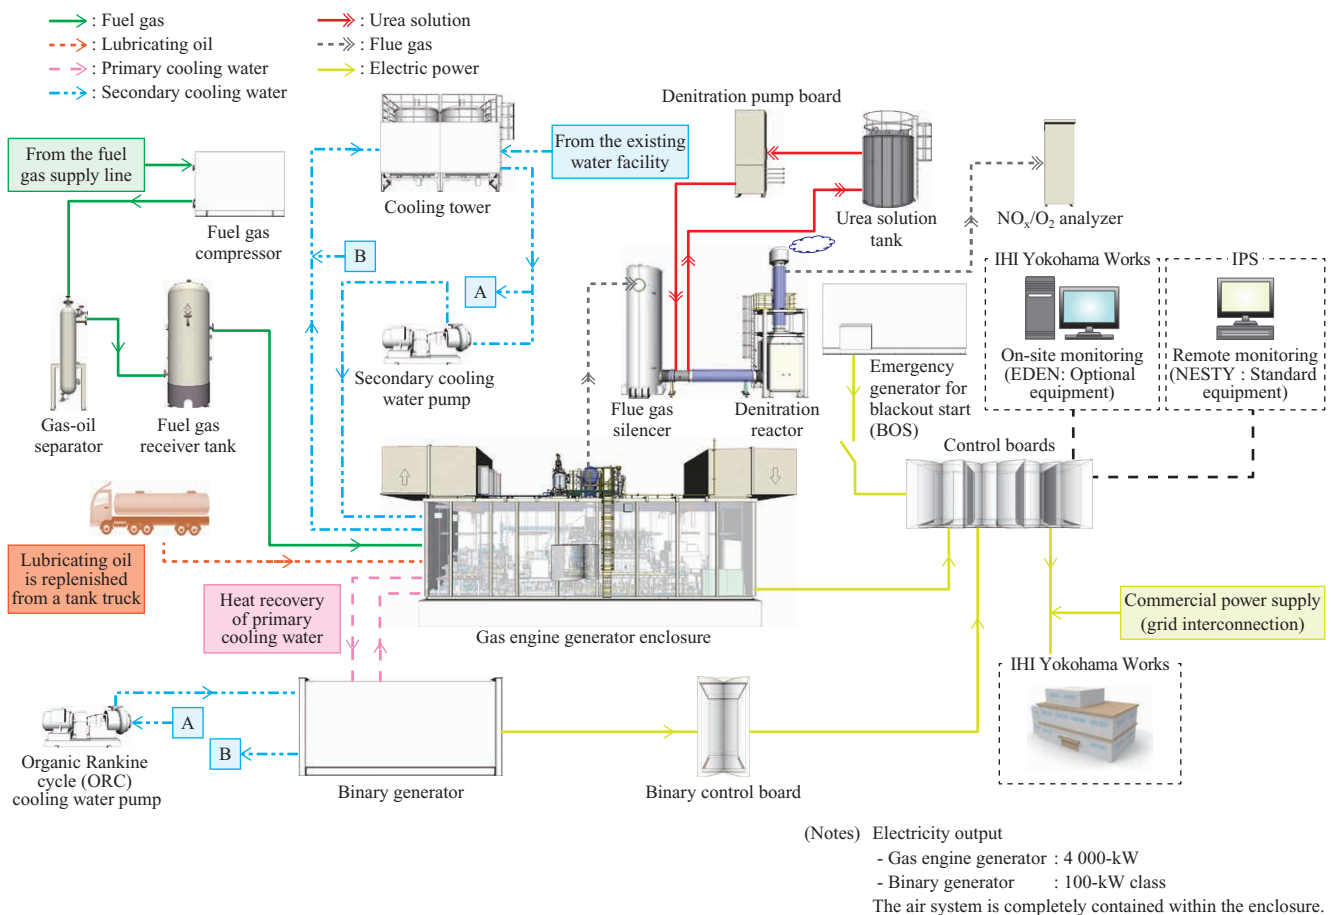 : Fuel gas
: Lubricating oil
: Primary cooling water
: Secondary cooling water
: Urea solution
: Flue gas
: Electric power
From the fuel
gas supply line
Fuel gas
compressor
Cooling tower
From the existing
water facility
Denitration pump board
Urea solution
tank
NOx/O2 analyzer
B
A
Secondary cooling
water pump
Gas-oil
separator
Fuel gas
receiver tank
Flue gas
silencer
Denitration
reactor
Emergency
generator for
blackout start
(BOS)
IHI Yokohama Works
On-site monitoring
(EDEN: Optional
equipment)
IPS
Remote monitoring
(NESTY : Standard
equipment)
Control boards
Lubricating oil
is replenished
from a tank truck
Heat recovery
of primary
cooling water
Gas engine generator enclosure
Commercial power supply
(grid interconnection)
IHI Yokohama Works
A
B
Organic Rankine
cycle (ORC)
cooling water pump
Binary generator
Binary control board
(Notes) Electricity output
- Gas engine generator : 4 000-kW
- Binary generator : 100-kW class
The air system is completely contained within the enclosure.